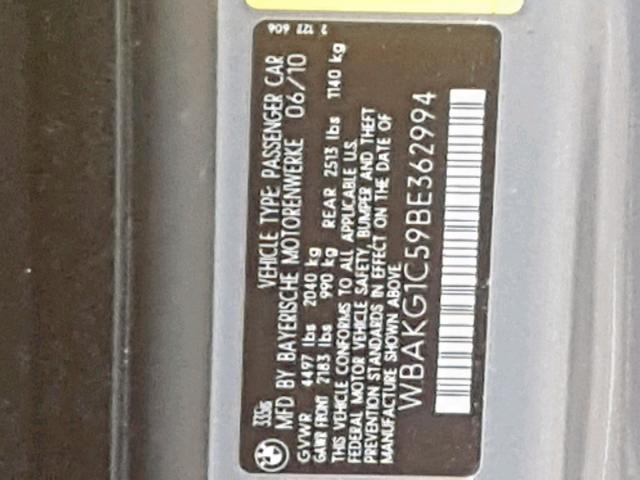 VEHICLE TYPE PASSENGER CAR
MFD BY BAYERISCHE MOTORENWERKE 06/10
GVWR 4497 lbs 2040 kg
GAWR FRONT 2183 lbs 990 kg REAR 2513 lbs 1140 kg
THIS VEHICLE CONFORMS TO ALL APPLICABLE U.S.
FEDERAL MOTOR VEHICLE SAFETY, BUMPER AND THEFT
PREVENTION STANDARDS IN EFFECT ON THE DATE OF
MANUFACTURE SHOWN ABOVE.
WBAKG1C59BE362994